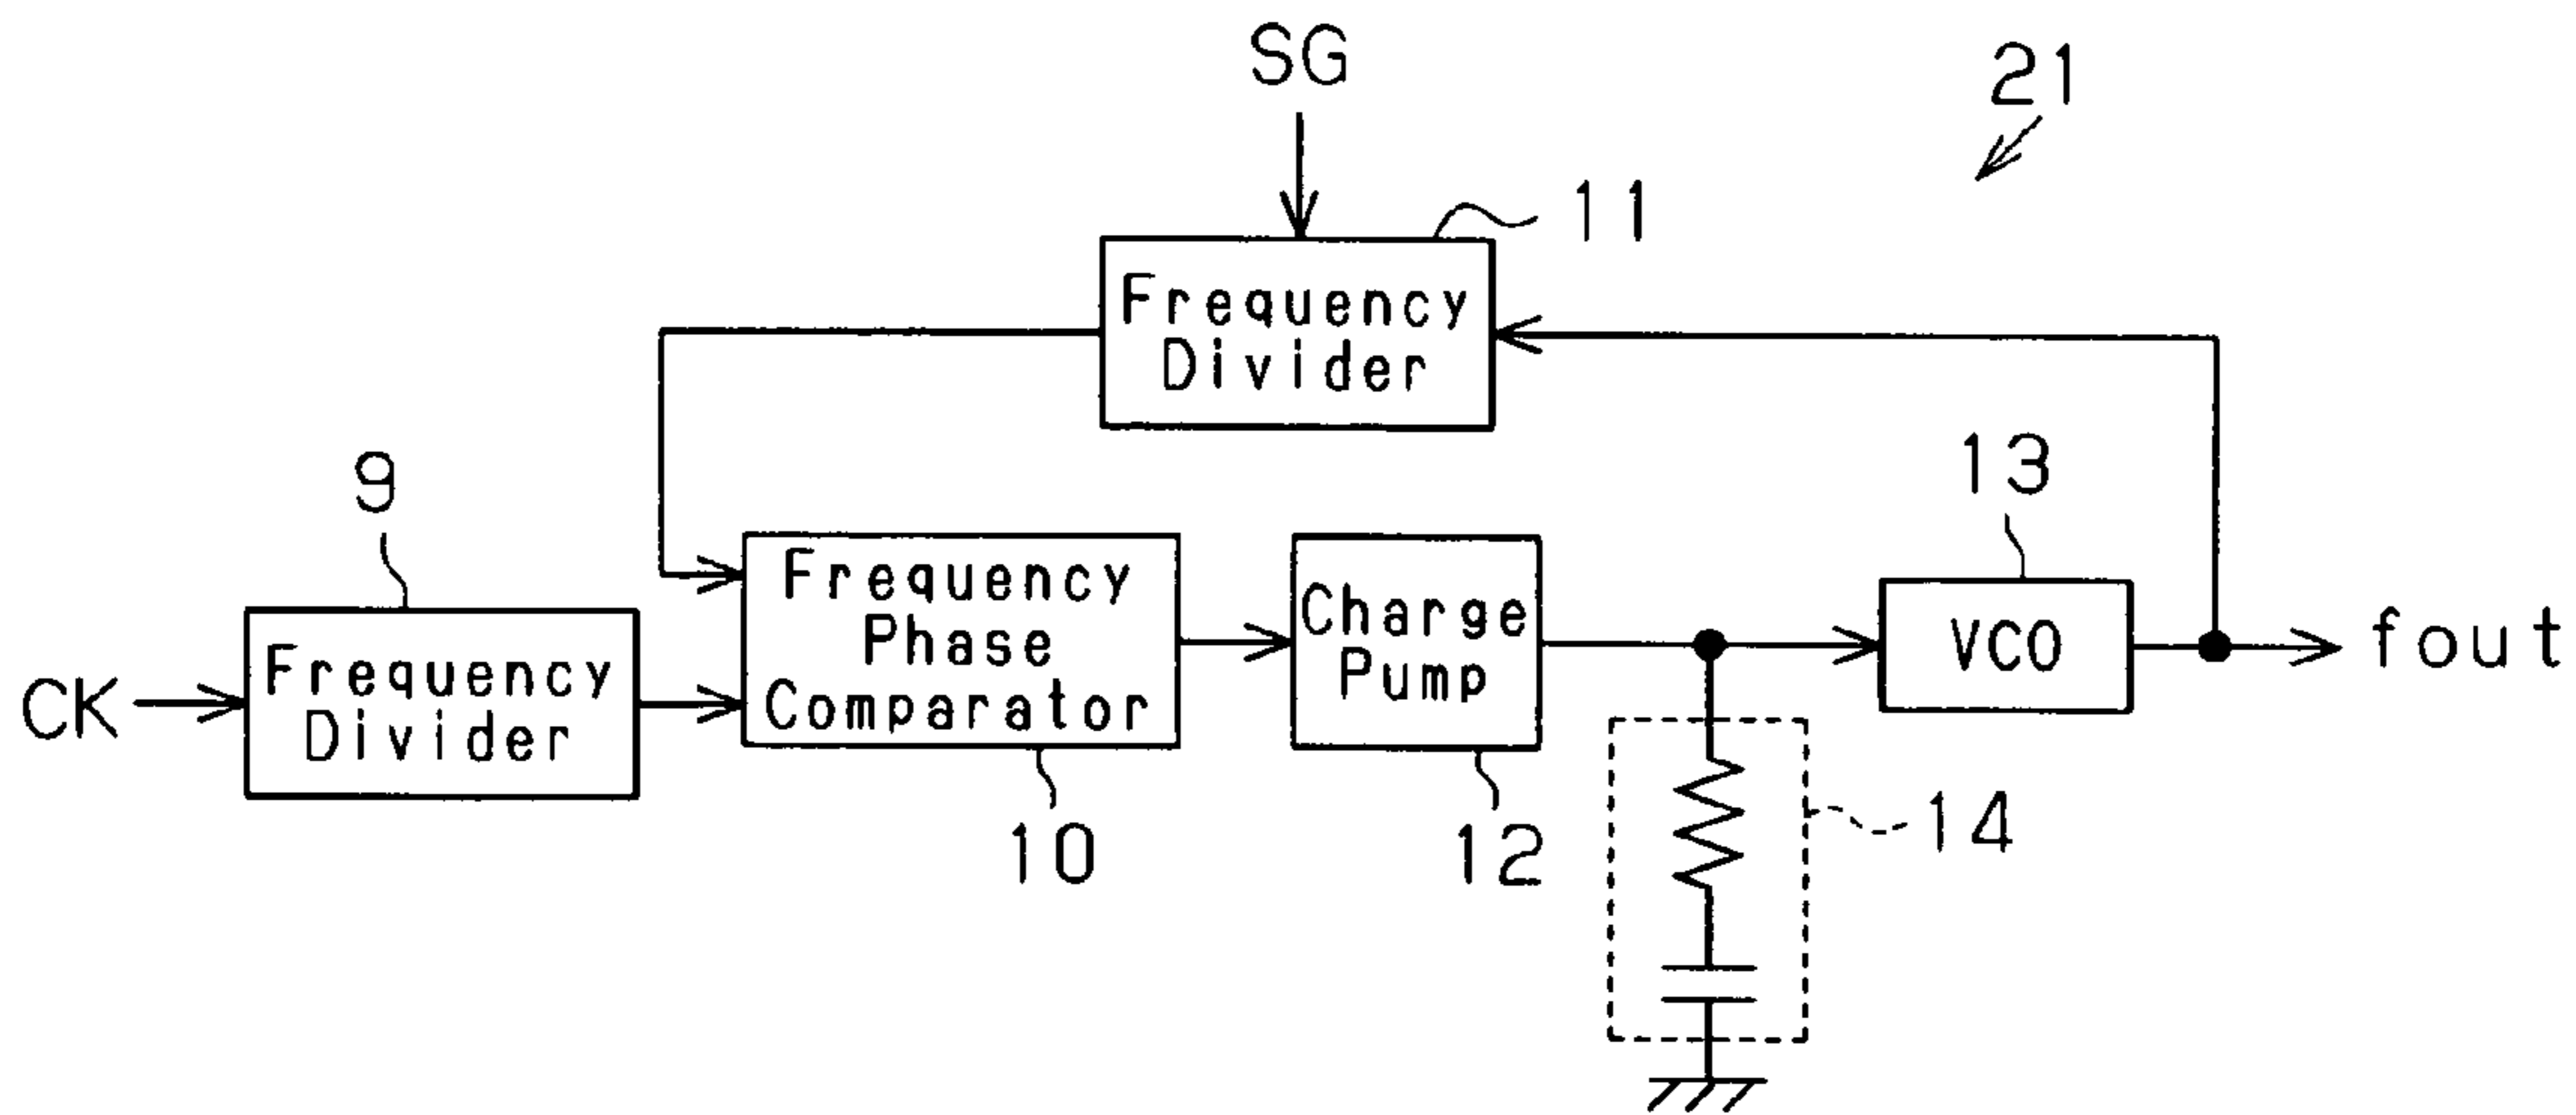 SG
21
11
Frequency
Divider
9
13
Frequency
Phase
Comparator
Charge
Pump
VCO
fout
CK
Frequency
Divider
10
12
14